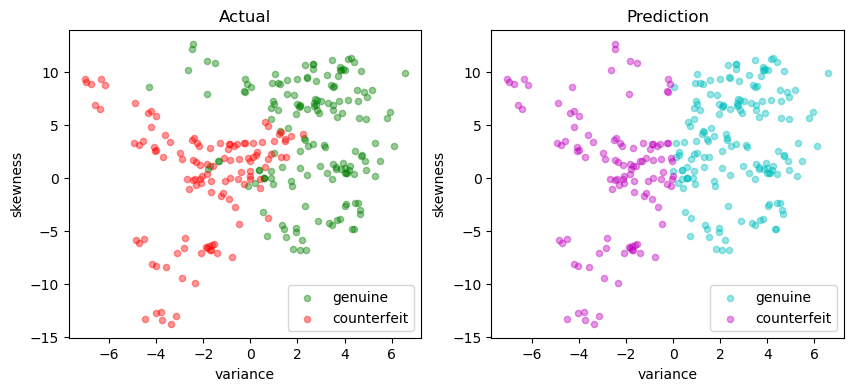 Actual
skewness
10
5
0
−5
−10
−15
−6 −4 −2 0 2 4 6
variance
genuine
counterfeit
Prediction
skewness
10
5
0
−5
−10
−15
−6 −4 −2 0 2 4 6
variance
genuine
counterfeit